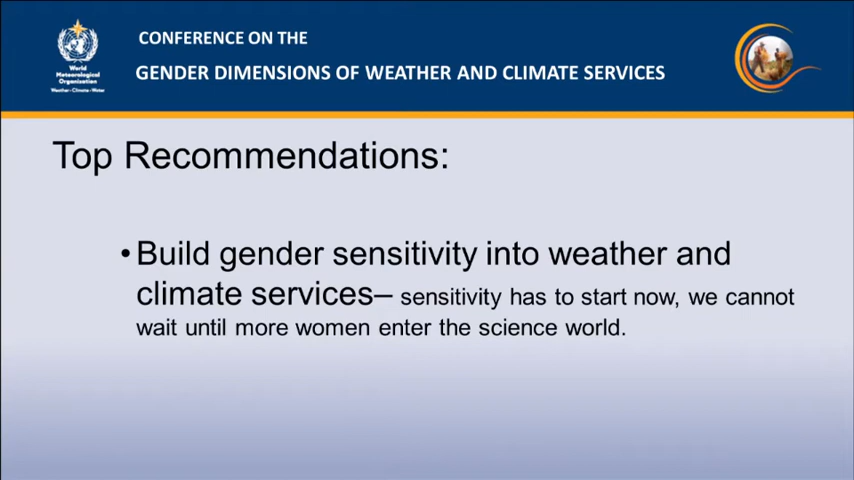 CONFERENCE ON THE
GENDER DIMENSIONS OF WEATHER AND CLIMATE SERVICES
World
Meteorological
Organization
Weather · Climate · Water
Top Recommendations:
• Build gender sensitivity into weather and
climate services– sensitivity has to start now, we cannot
wait until more women enter the science world.